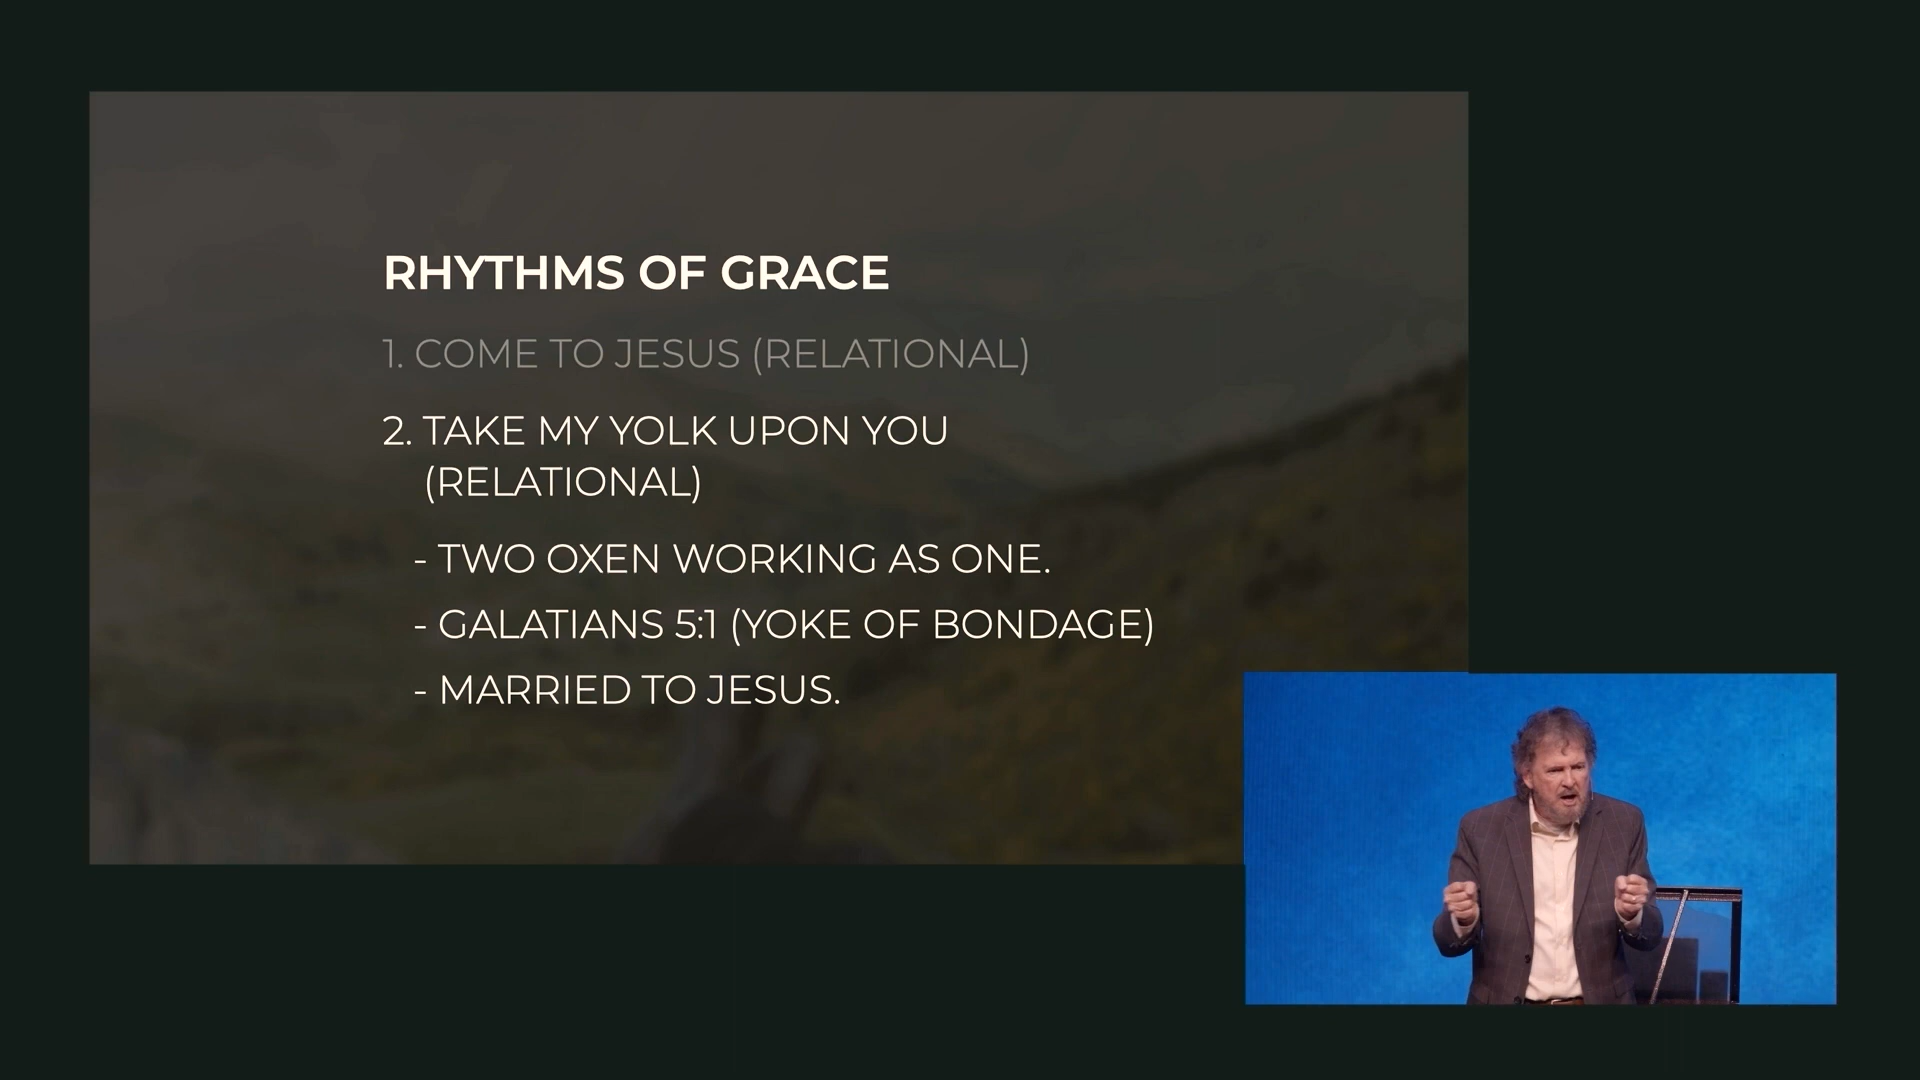 RHYTHMS OF GRACE
1. COME TO JESUS (RELATIONAL)
2. TAKE MY YOLK UPON YOU
(RELATIONAL)
- TWO OXEN WORKING AS ONE.
- GALATIANS 5:1 (YOKE OF BONDAGE)
- MARRIED TO JESUS.